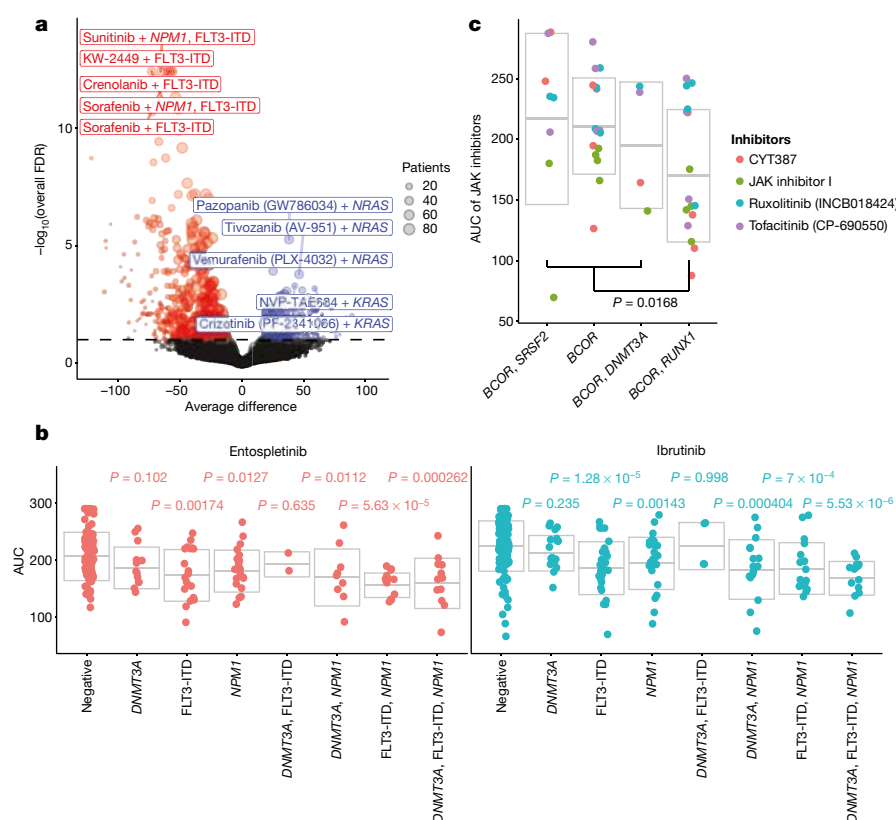 a
Sunitinib + NPM1, FLT3-ITD
KW-2449 + FLT3-ITD
Crenolanib + FLT3-ITD
Sorafenib + NPM1, FLT3-ITD
Sorafenib + FLT3-ITD
Pazopanib (GW786034) + NRAS
Tivozanib (AV-951) + NRAS
Vemurafenib (PLX-4032) + NRAS
NVP-TAE684 + KRAS
Crizotinib (PF-2341066) + KRAS
−log10(overall FDR)
10
5
0
−100
−50
0
50
100
Average difference
Patients
20
40
60
80
c
AUC of JAK inhibitors
250
200
150
100
50
P = 0.0168
BCOR, SRSF2
BCOR
BCOR, DNMT3A
BCOR, RUNX1
Inhibitors
CYT387
JAK inhibitor I
Ruxolitinib (INCB018424)
Tofacitinib (CP-690550)
b
Entospletinib
P = 0.102
P = 0.0127
P = 0.0112
P = 0.000262
P = 0.00174
P = 0.635
P = 5.63 × 10−5
AUC
300
200
100
Negative
DNMT3A
FLT3-ITD
NPM1
DNMT3A, FLT3-ITD
DNMT3A, NPM1
FLT3-ITD, NPM1
DNMT3A, FLT3-ITD, NPM1
Ibrutinib
P = 1.28 × 10−5
P = 0.998
P = 7 × 10−4
P = 0.235
P = 0.00143
P = 0.000404
P = 5.53 × 10−6
Negative
DNMT3A
FLT3-ITD
NPM1
DNMT3A, FLT3-ITD
DNMT3A, NPM1
FLT3-ITD, NPM1
DNMT3A, FLT3-ITD, NPM1